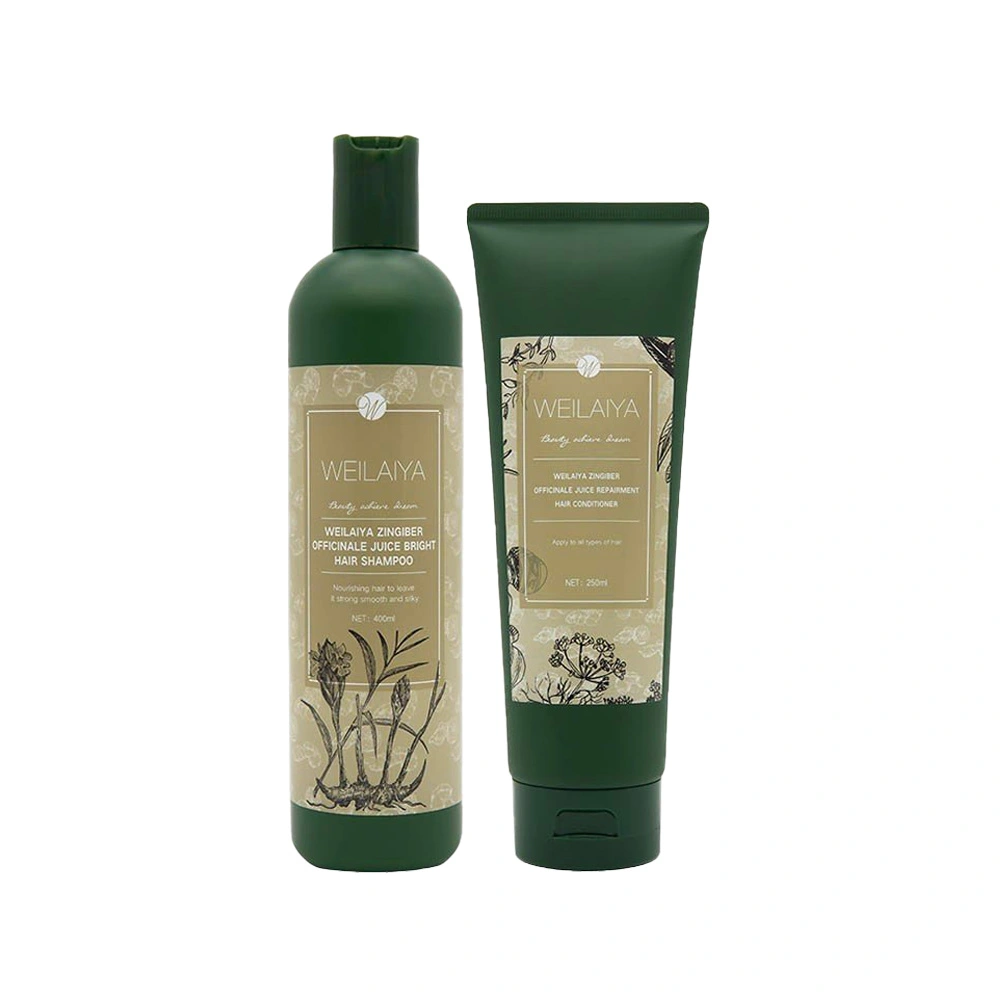 W
WEILAIYA
Beauty achieve dream
WEILAIYA ZINGIBER
OFFICINALE JUICE BRIGHT
HAIR SHAMPOO
Nourishing hair to leave
it strong smooth and silky
NET: 400ml
W
WEILAIYA
Beauty achieve dream
WEILAIYA ZINGIBER
OFFICINALE JUICE REPAIRMENT
HAIR CONDITIONER
Apply to all types of hair
NET: 250ml